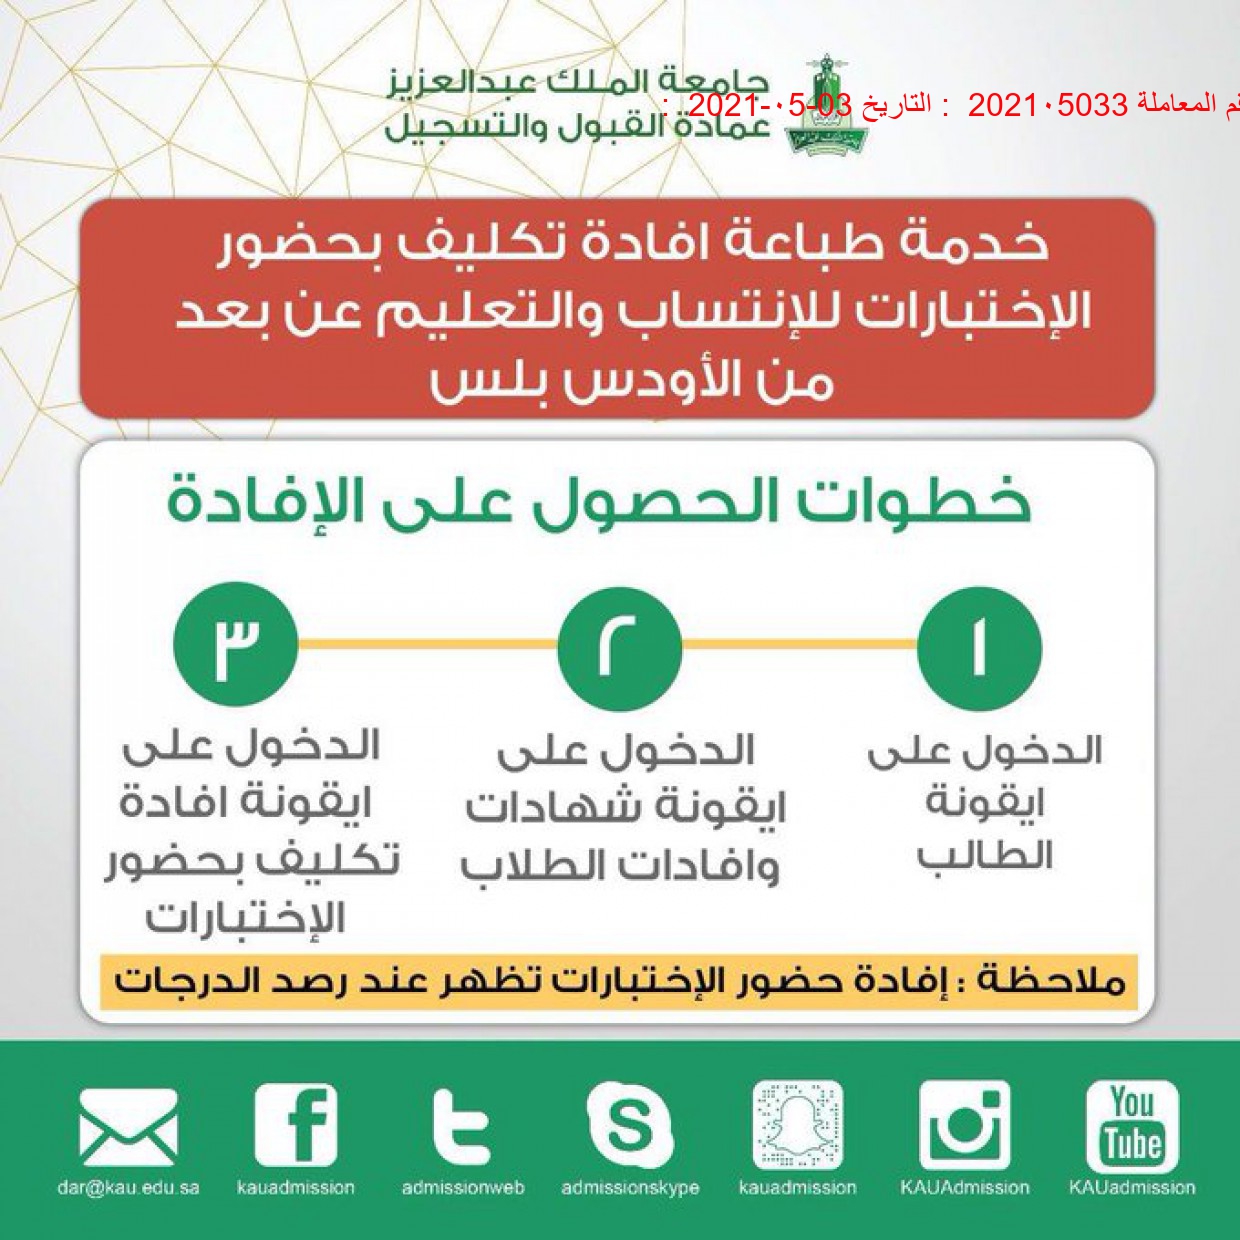 جامعة الملك عبدالعزيز
عمادة القبول والتسجيل
المعاملة 2021٠5033 : التاريخ 03-٠5-2021 :
خدمة طباعة افادة تكليف بحضور
الإختبارات للإنتساب والتعليم عن بعد
من الأودس بلس
خطوات الحصول على الإفادة
١
الدخول على
ايقونة
الطالب
٢
الدخول على
ايقونة شهادات
وافادات الطلاب
٣
الدخول على
ايقونة افادة
تكليف بحضور
الإختبارات
ملاحظة : إفادة حضور الإختبارات تظهر عند رصد الدرجات
You
Tube
dar@kau.edu.sa kauadmission admissionweb admissionskype kauadmission KAUAdmission KAUadmission